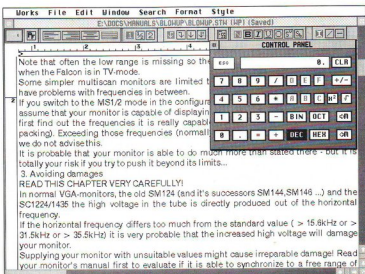 Works File Edit Window Search Format Style
E:\DOCS\MANUALS\BLOWUP\BLOWUP.STW (WP) (Saved)
CONTROL PANEL
0. CLR
7 8 9 / D E F +/-
4 5 6 * A B C
1 2 3 - BIN OCT
0 . = + DEC HEX
Note that often the low range is missing so the
when the Falcon is in TV-mode.
Some simpler multiscan monitors are limited t
have problems with frequencies in between.
If you switch to the MS1/2 mode in the configura
assume that your monitor is capable of displayin
first find out the frequencies it is really capabl
packing). Exceeding those frequencies (normall
we do not advise this.
It is probable that your monitor is able to do much more than stated there - but it is
totally your risk if you try to push it beyond its limits...
3. Avoiding damages
READ THIS CHAPTER VERY CAREFULLY!
In normal VGA-monitors, the old SM124 (and it's successors SM144,SM146 ...) and the
SC1224/1435 the high voltage in the tube is directly produced out of the horizontal
frequency.
If the horizontal frequency differs too much from the standard value ( > 15.6kHz or >
31.5kHz or > 35.5kHz) it is very probable that the increased high voltage will damage
your monitor.
Supplying your monitor with unsuitable values might cause irreparable damage! Read
your monitor's manual first to evaluate if it is able to synchronize to a free range of